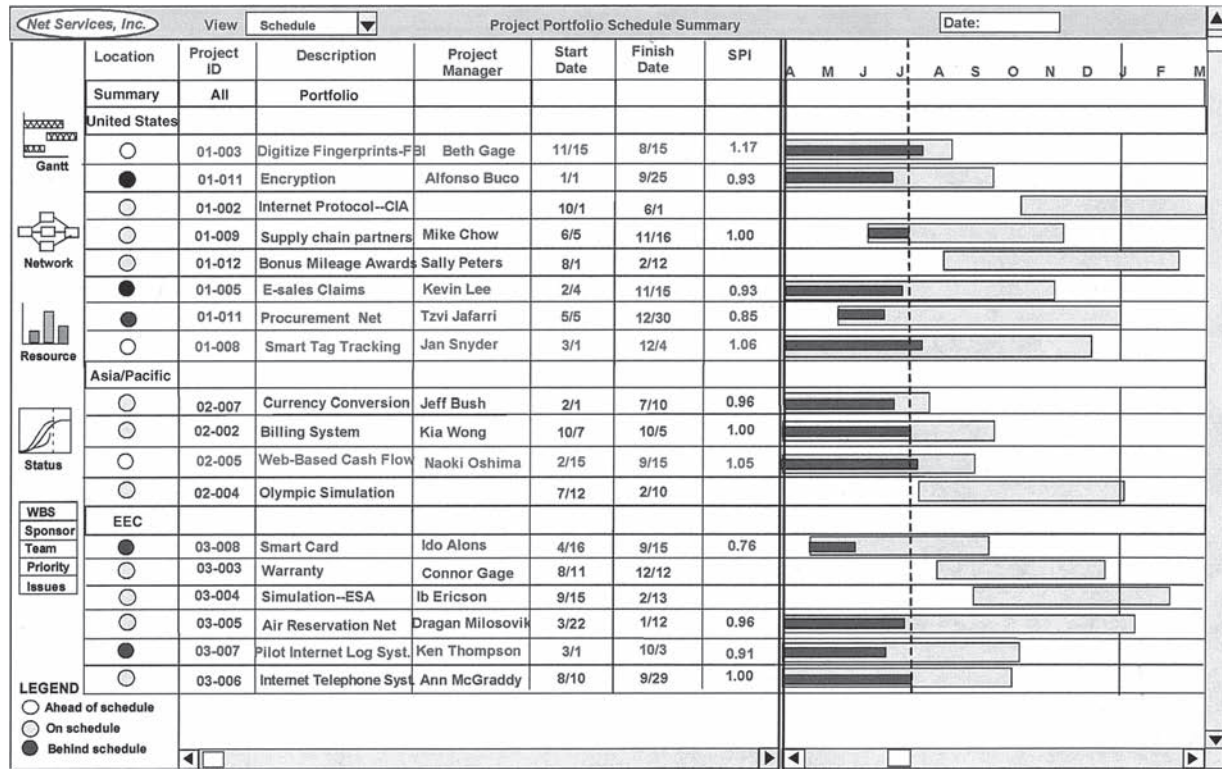 Net Services, Inc. View Schedule Project Portfolio Schedule Summary Date:
Location Project ID Description Project Manager Start Date Finish Date SPI A M J J A S O N D J F M
Summary All Portfolio
United States
01-003 Digitize Fingerprints-FBI Beth Gage 11/15 8/15 1.17
Gantt
01-011 Encryption Alfonso Buco 1/1 9/25 0.93
01-002 Internet Protocol--CIA 10/1 6/1
01-009 Supply chain partners Mike Chow 6/5 11/16 1.00
Network
01-012 Bonus Mileage Awards Sally Peters 8/1 2/12
01-005 E-sales Claims Kevin Lee 2/4 11/15 0.93
01-011 Procurement Net Tzvi Jafarri 5/5 12/30 0.85
Resource
01-008 Smart Tag Tracking Jan Snyder 3/1 12/4 1.06
Asia/Pacific
02-007 Currency Conversion Jeff Bush 2/1 7/10 0.96
02-002 Billing System Kia Wong 10/7 10/5 1.00
Status
02-005 Web-Based Cash Flow Naoki Oshima 2/15 9/15 1.05
02-004 Olympic Simulation 7/12 2/10
WBS
Sponsor
Team
Priority
Issues
EEC
03-008 Smart Card Ido Alons 4/16 9/15 0.76
03-003 Warranty Connor Gage 8/11 12/12
03-004 Simulation--ESA Ib Ericson 9/15 2/13
03-005 Air Reservation Net Dragan Milosovik 3/22 1/12 0.96
03-007 Pilot Internet Log Syst. Ken Thompson 3/1 10/3 0.91
03-006 Internet Telephone Syst. Ann McGraddy 8/10 9/29 1.00
LEGEND
Ahead of schedule
On schedule
Behind schedule